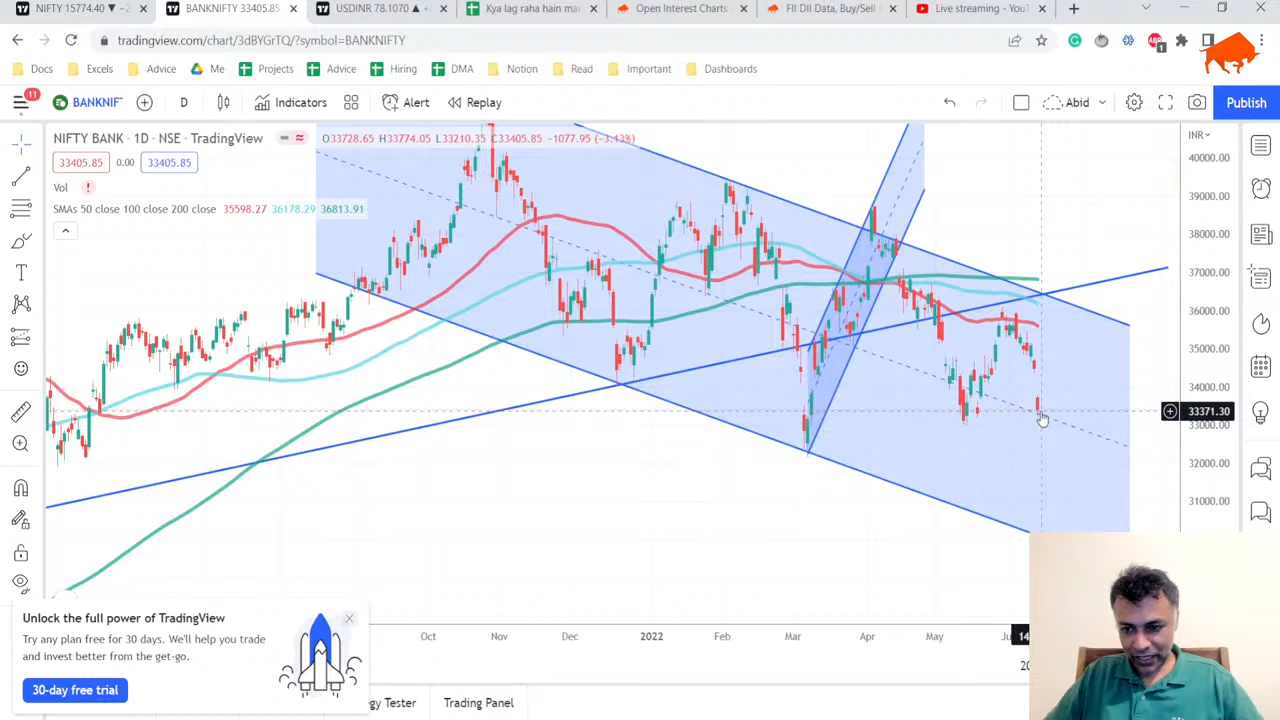 NIFTY 15774.40 ▼ −2
BANKNIFTY 33405.85
USDINR 78.1070 ▲
Kya lag raha hain ma
Open Interest Charts
FII DII Data, Buy/Sell
Live streaming - YouT
tradingview.com/chart/3dBYGrTQ/?symbol=BANKNIFTY
1
Docs
Excels
Advice
Me
Projects
Advice
Hiring
DMA
Notion
Read
Important
Dashboards
11
BANKNIF
D
Indicators
Alert
Replay
Abid
Publish
NIFTY BANK · 1D · NSE · TradingView
O33728.65 H33774.05 L33210.35 C33405.85 −1077.95 (−3.13%)
INR
33405.85
0.00
33405.85
Vol
SMAs 50 close 100 close 200 close 35598.27 36178.29 36813.91
40000.00
39000.00
38000.00
37000.00
36000.00
35000.00
34000.00
33371.30
33000.00
32000.00
31000.00
Unlock the full power of TradingView
Try any plan free for 30 days. We'll help you trade
and invest better from the get-go.
30-day free trial
Oct
Nov
Dec
2022
Feb
Mar
Apr
May
14
Trading Panel